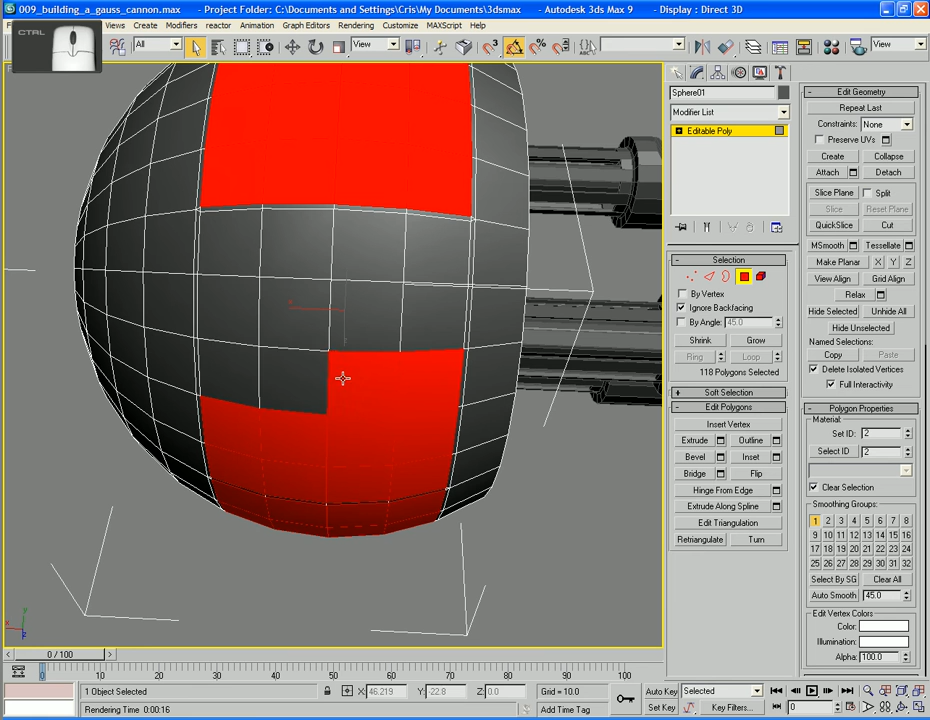 009_building_a_gauss_cannon.max - Project Folder: C:\Documents and Settings\Cris\My Documents\3dsmax - Autodesk 3ds Max 9 - Display : Direct 3D
Views Create Modifiers reactor Animation Graph Editors Rendering Customize MAXScript Help
CTRL
All
View
View
Sphere01
Modifier List
Editable Poly
Selection
By Vertex
Ignore Backfacing
By Angle: 45.0
Shrink Grow
Ring Loop
118 Polygons Selected
Soft Selection
Edit Polygons
Insert Vertex
Extrude Outline
Bevel Inset
Bridge Flip
Hinge From Edge
Extrude Along Spline
Edit Triangulation
Retriangulate Turn
Edit Geometry
Repeat Last
Constraints: None
Preserve UVs
Create Collapse
Attach Detach
Slice Plane Split
Slice Reset Plane
QuickSlice Cut
MSmooth Tessellate
Make Planar X Y Z
View Align Grid Align
Relax
Hide Selected Unhide All
Hide Unselected
Named Selections:
Copy Paste
Delete Isolated Vertices
Full Interactivity
Polygon Properties
Material:
Set ID: 2
Select ID 2
Clear Selection
Smoothing Groups:
1 2 3 4 5 6 7 8
9 10 11 12 13 14 15 16
17 18 19 20 21 22 23 24
25 26 27 28 29 30 31 32
Select By SG Clear All
Auto Smooth 45.0
Edit Vertex Colors
Color:
Illumination:
Alpha: 100.0
x
y
z
0 / 100
0 10 20 30 40 50 60 70 80 90 100
1 Object Selected X: 46.219 Y: -22.8 Z: 0.0 Grid = 10.0 Auto Key Selected
Rendering Time 0:00:16 Add Time Tag Set Key Key Filters... 0